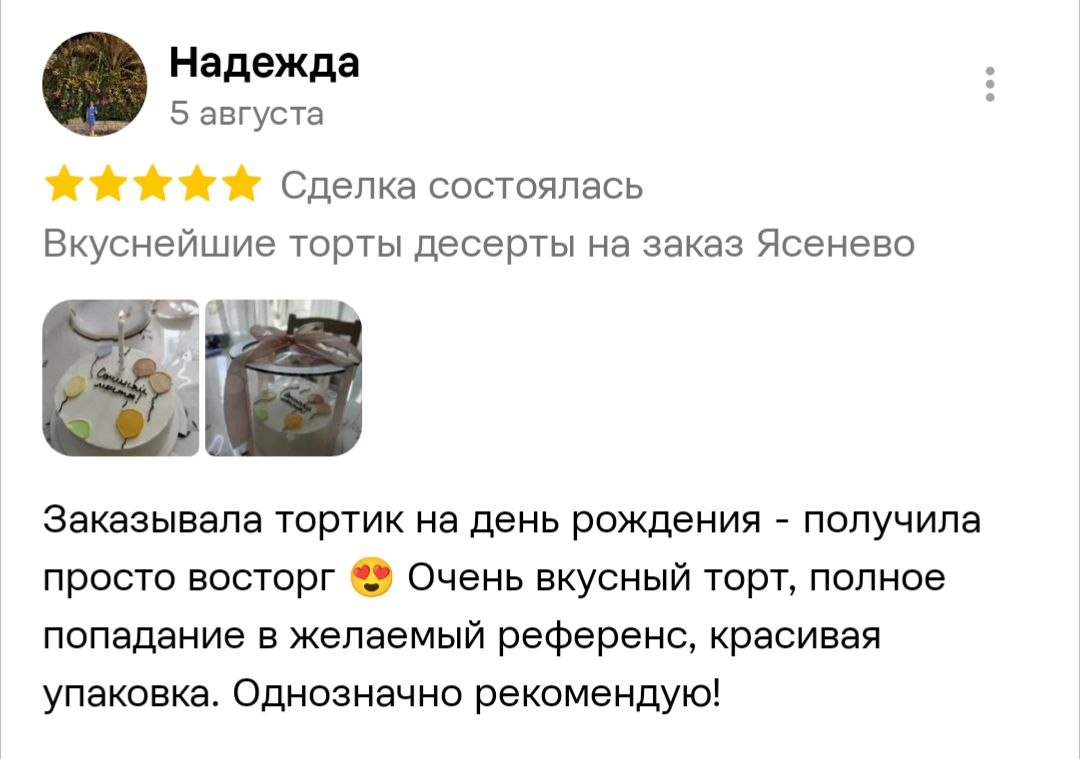 Надежда
5 августа
Сделка состоялась
Вкуснейшие торты десерты на заказ Ясенево
Заказывала тортик на день рождения - получила
просто восторг 😍 Очень вкусный торт, полное
попадание в желаемый референс, красивая
упаковка. Однозначно рекомендую!